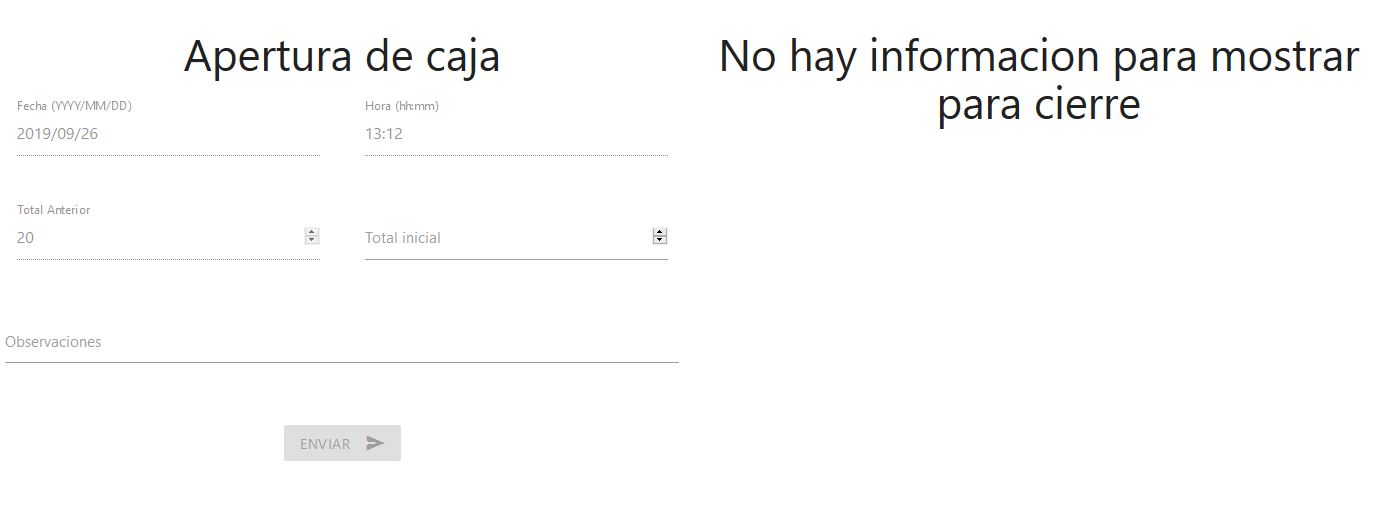 Apertura de caja
Fecha (YYYY/MM/DD)
2019/09/26
Hora (hh:mm)
13:12
Total Anterior
20
Total inicial
Observaciones
ENVIAR
No hay informacion para mostrar
para cierre